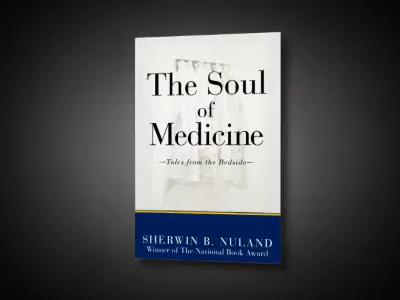 The Soul
of
Medicine
—Tales from the Bedside—
SHERWIN B. NULAND
Winner of The National Book Award